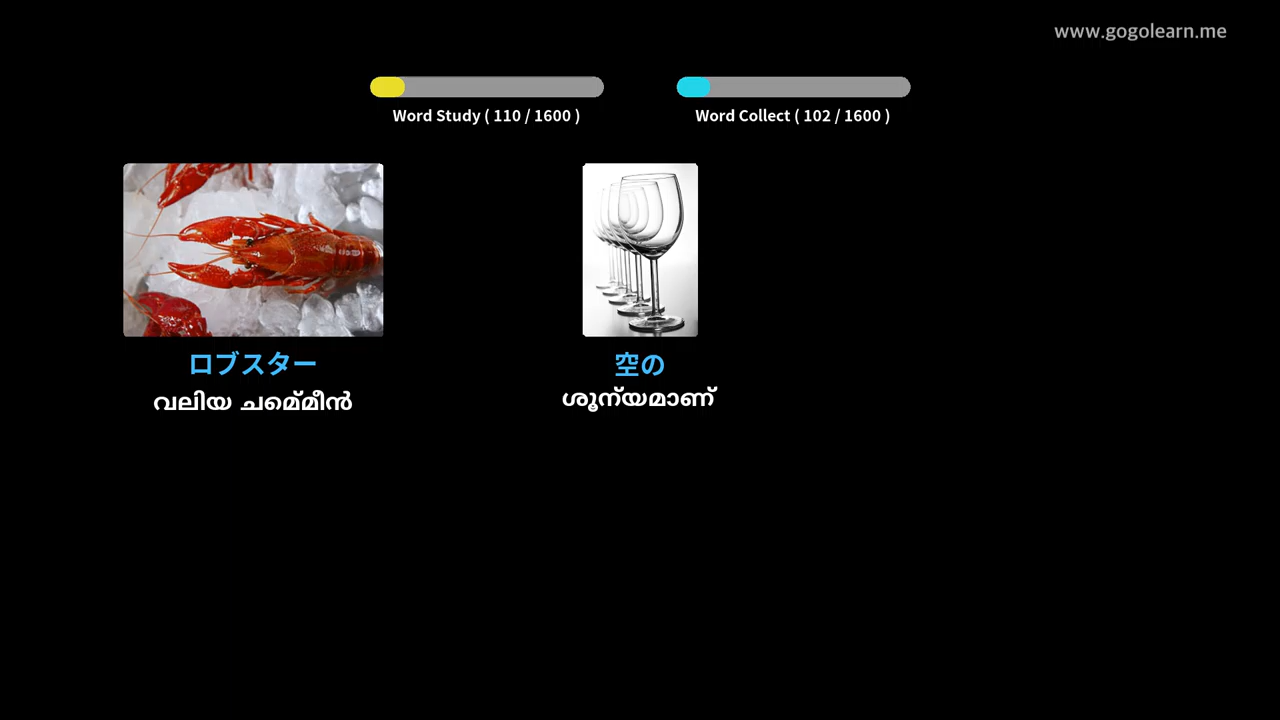 www.gogolearn.me
Word Study ( 110 / 1600 )
Word Collect ( 102 / 1600 )
ロブスター
വലിയ ചമ്മെീൻ
空の
ശൂന്യമാണ്